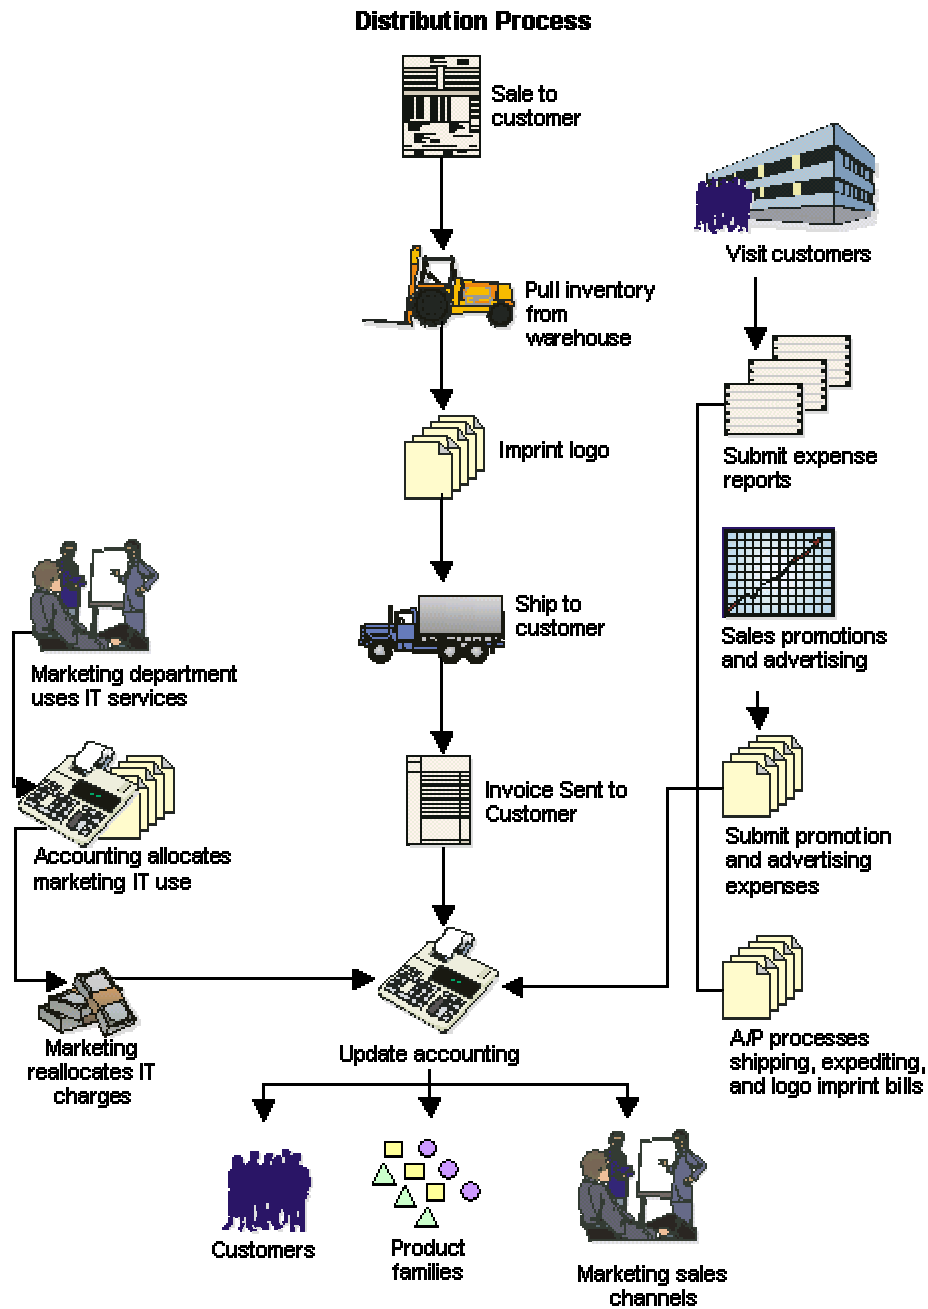 Distribution Process
Sale to
customer
Visit customers
Pull inventory
from
warehouse
Imprint logo
Submit expense
reports
Ship to
customer
Sales promotions
and advertising
Marketing department
uses IT services
Invoice Sent to
Customer
Accounting allocates
marketing IT use
Submit promotion
and advertising
expenses
Marketing
reallocates IT
charges
Update accounting
A/P processes
shipping, expediting,
and logo imprint bills
Customers
Product
families
Marketing sales
channels